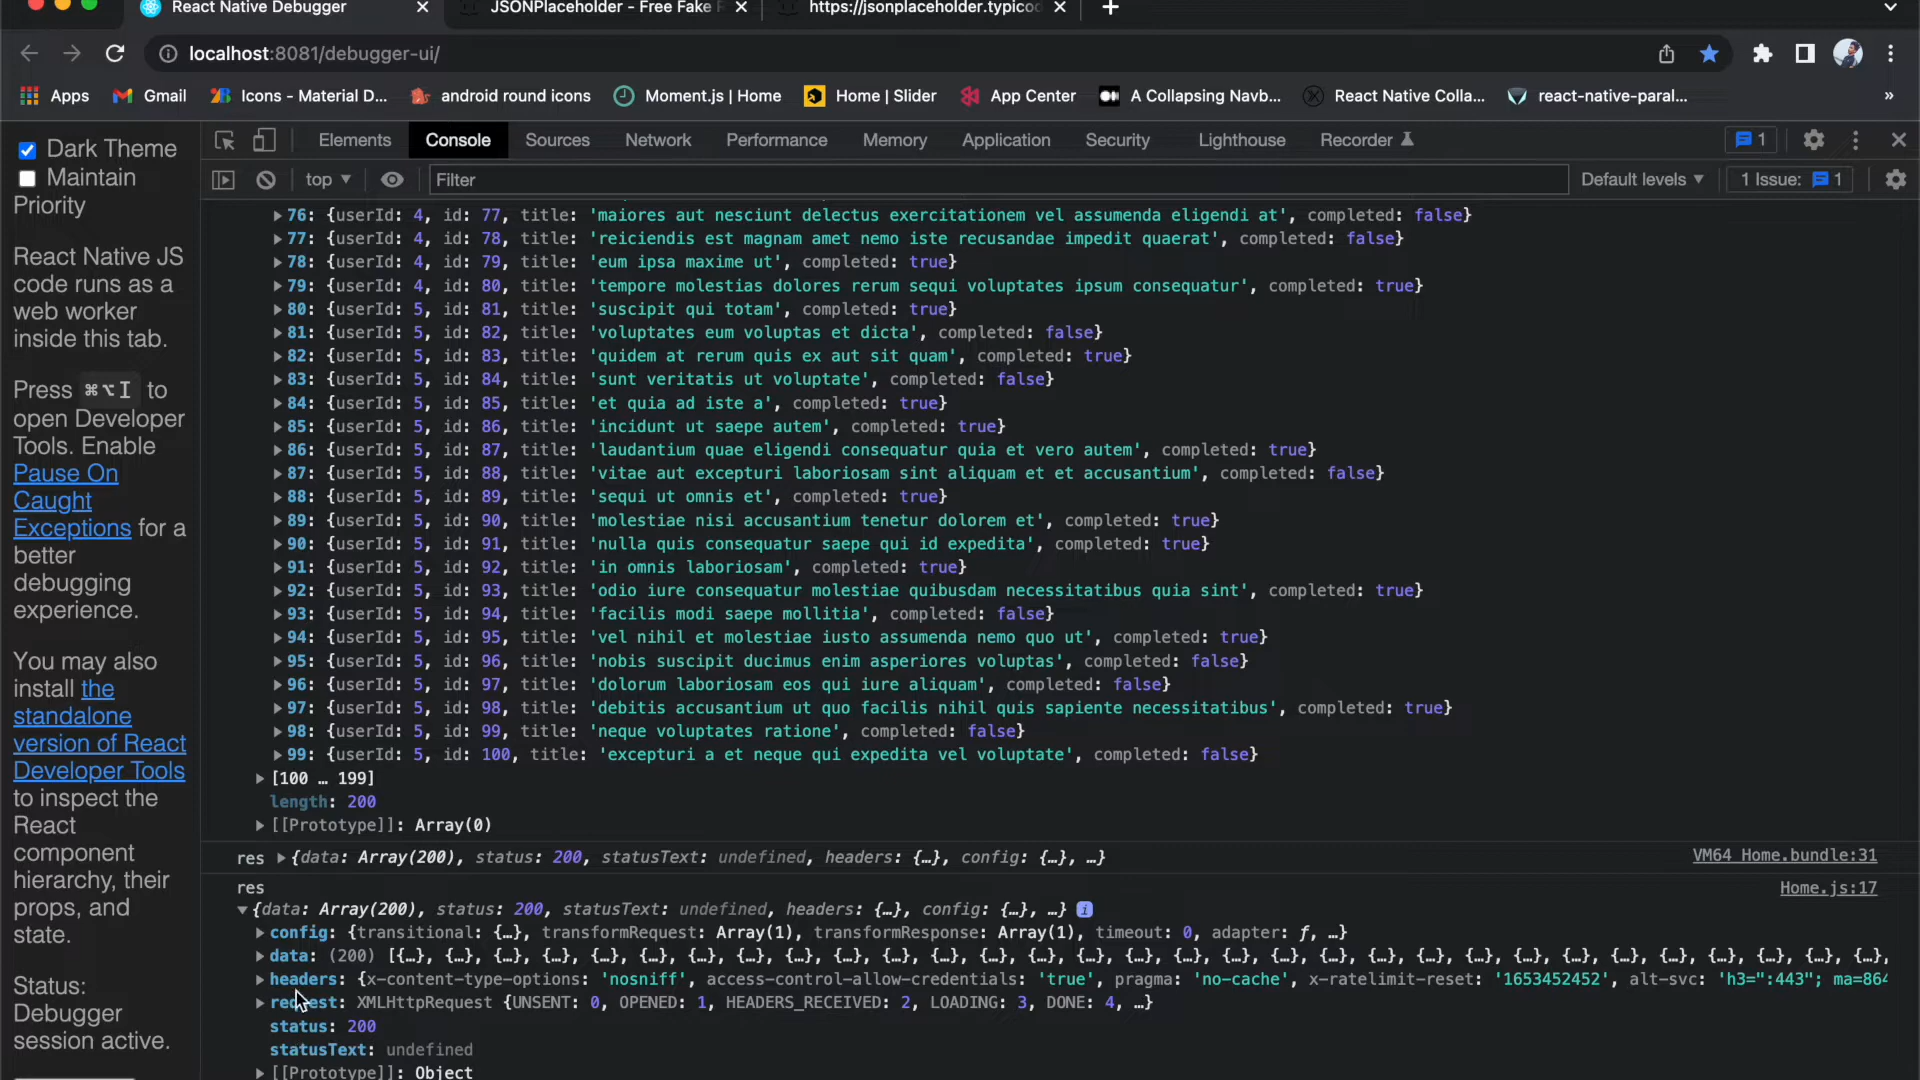 React Native Debugger
JSONPlaceholder - Free Fake
https://jsonplaceholder.typico
localhost:8081/debugger-ui/
Apps Gmail Icons - Material D... android round icons Moment.js | Home Home | Slider App Center A Collapsing Navb... React Native Colla... react-native-paral... »
Dark Theme
Maintain
Priority
React Native JS
code runs as a
web worker
inside this tab.
Press ⌘⌥I to
open Developer
Tools. Enable
Pause On
Caught
Exceptions for a
better
debugging
experience.
You may also
install the
standalone
version of React
Developer Tools
to inspect the
React
component
hierarchy, their
props, and
state.
Status:
Debugger
session active.
Elements Console Sources Network Performance Memory Application Security Lighthouse Recorder 1
top Filter Default levels 1 Issue: 1
76: {userId: 4, id: 77, title: 'maiores aut nesciunt delectus exercitationem vel assumenda eligendi at', completed: false}
77: {userId: 4, id: 78, title: 'reiciendis est magnam amet nemo iste recusandae impedit quaerat', completed: false}
78: {userId: 4, id: 79, title: 'eum ipsa maxime ut', completed: true}
79: {userId: 4, id: 80, title: 'tempore molestias dolores rerum sequi voluptates ipsum consequatur', completed: true}
80: {userId: 5, id: 81, title: 'suscipit qui totam', completed: true}
81: {userId: 5, id: 82, title: 'voluptates eum voluptas et dicta', completed: false}
82: {userId: 5, id: 83, title: 'quidem at rerum quis ex aut sit quam', completed: true}
83: {userId: 5, id: 84, title: 'sunt veritatis ut voluptate', completed: false}
84: {userId: 5, id: 85, title: 'et quia ad iste a', completed: true}
85: {userId: 5, id: 86, title: 'incidunt ut saepe autem', completed: true}
86: {userId: 5, id: 87, title: 'laudantium quae eligendi consequatur quia et vero autem', completed: true}
87: {userId: 5, id: 88, title: 'vitae aut excepturi laboriosam sint aliquam et et accusantium', completed: false}
88: {userId: 5, id: 89, title: 'sequi ut omnis et', completed: true}
89: {userId: 5, id: 90, title: 'molestiae nisi accusantium tenetur dolorem et', completed: true}
90: {userId: 5, id: 91, title: 'nulla quis consequatur saepe qui id expedita', completed: true}
91: {userId: 5, id: 92, title: 'in omnis laboriosam', completed: true}
92: {userId: 5, id: 93, title: 'odio iure consequatur molestiae quibusdam necessitatibus quia sint', completed: true}
93: {userId: 5, id: 94, title: 'facilis modi saepe mollitia', completed: false}
94: {userId: 5, id: 95, title: 'vel nihil et molestiae iusto assumenda nemo quo ut', completed: true}
95: {userId: 5, id: 96, title: 'nobis suscipit ducimus enim asperiores voluptas', completed: false}
96: {userId: 5, id: 97, title: 'dolorum laboriosam eos qui iure aliquam', completed: false}
97: {userId: 5, id: 98, title: 'debitis accusantium ut quo facilis nihil quis sapiente necessitatibus', completed: true}
98: {userId: 5, id: 99, title: 'neque voluptates ratione', completed: false}
99: {userId: 5, id: 100, title: 'excepturi a et neque qui expedita vel voluptate', completed: false}
[100 … 199]
length: 200
[[Prototype]]: Array(0)
res {data: Array(200), status: 200, statusText: undefined, headers: {…}, config: {…}, …} VM64 Home.bundle:31
res Home.js:17
{data: Array(200), status: 200, statusText: undefined, headers: {…}, config: {…}, …} i
config: {transitional: {…}, transformRequest: Array(1), transformResponse: Array(1), timeout: 0, adapter: ƒ, …}
data: (200) [{…}, {…}, {…}, {…}, {…}, {…}, {…}, {…}, {…}, {…}, {…}, {…}, {…}, {…}, {…}, {…}, {…}, {…}, {…}, {…}, {…}, {…}, {…}, {…}, {…}, {…}, {…}, {…}, {…}, {…}, {…},
headers: {x-content-type-options: 'nosniff', access-control-allow-credentials: 'true', pragma: 'no-cache', x-ratelimit-reset: '1653452452', alt-svc: 'h3=":443"; ma=864
request: XMLHttpRequest {UNSENT: 0, OPENED: 1, HEADERS_RECEIVED: 2, LOADING: 3, DONE: 4, …}
status: 200
statusText: undefined
[[Prototype]]: Object